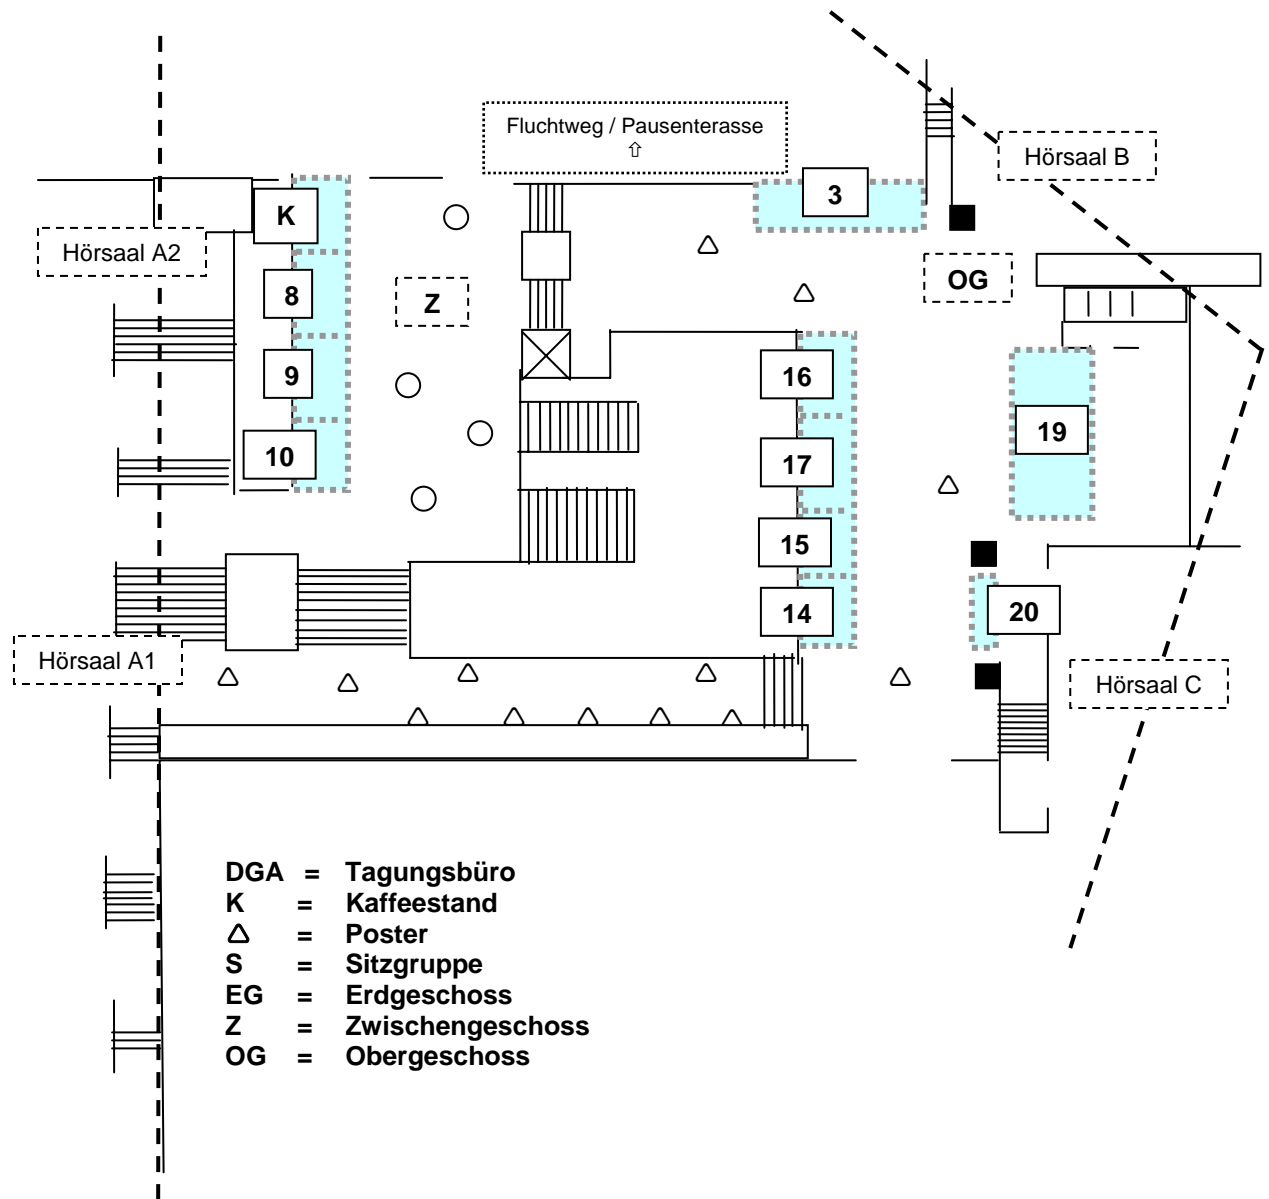 Fluchtweg / Pausenterasse
⇧
Hörsaal B
3
K
Hörsaal A2
OG
8
Z
9
16
19
10
17
15
14
20
Hörsaal A1
Hörsaal C
DGA = Tagungsbüro
K = Kaffeestand
△ = Poster
S = Sitzgruppe
EG = Erdgeschoss
Z = Zwischengeschoss
OG = Obergeschoss